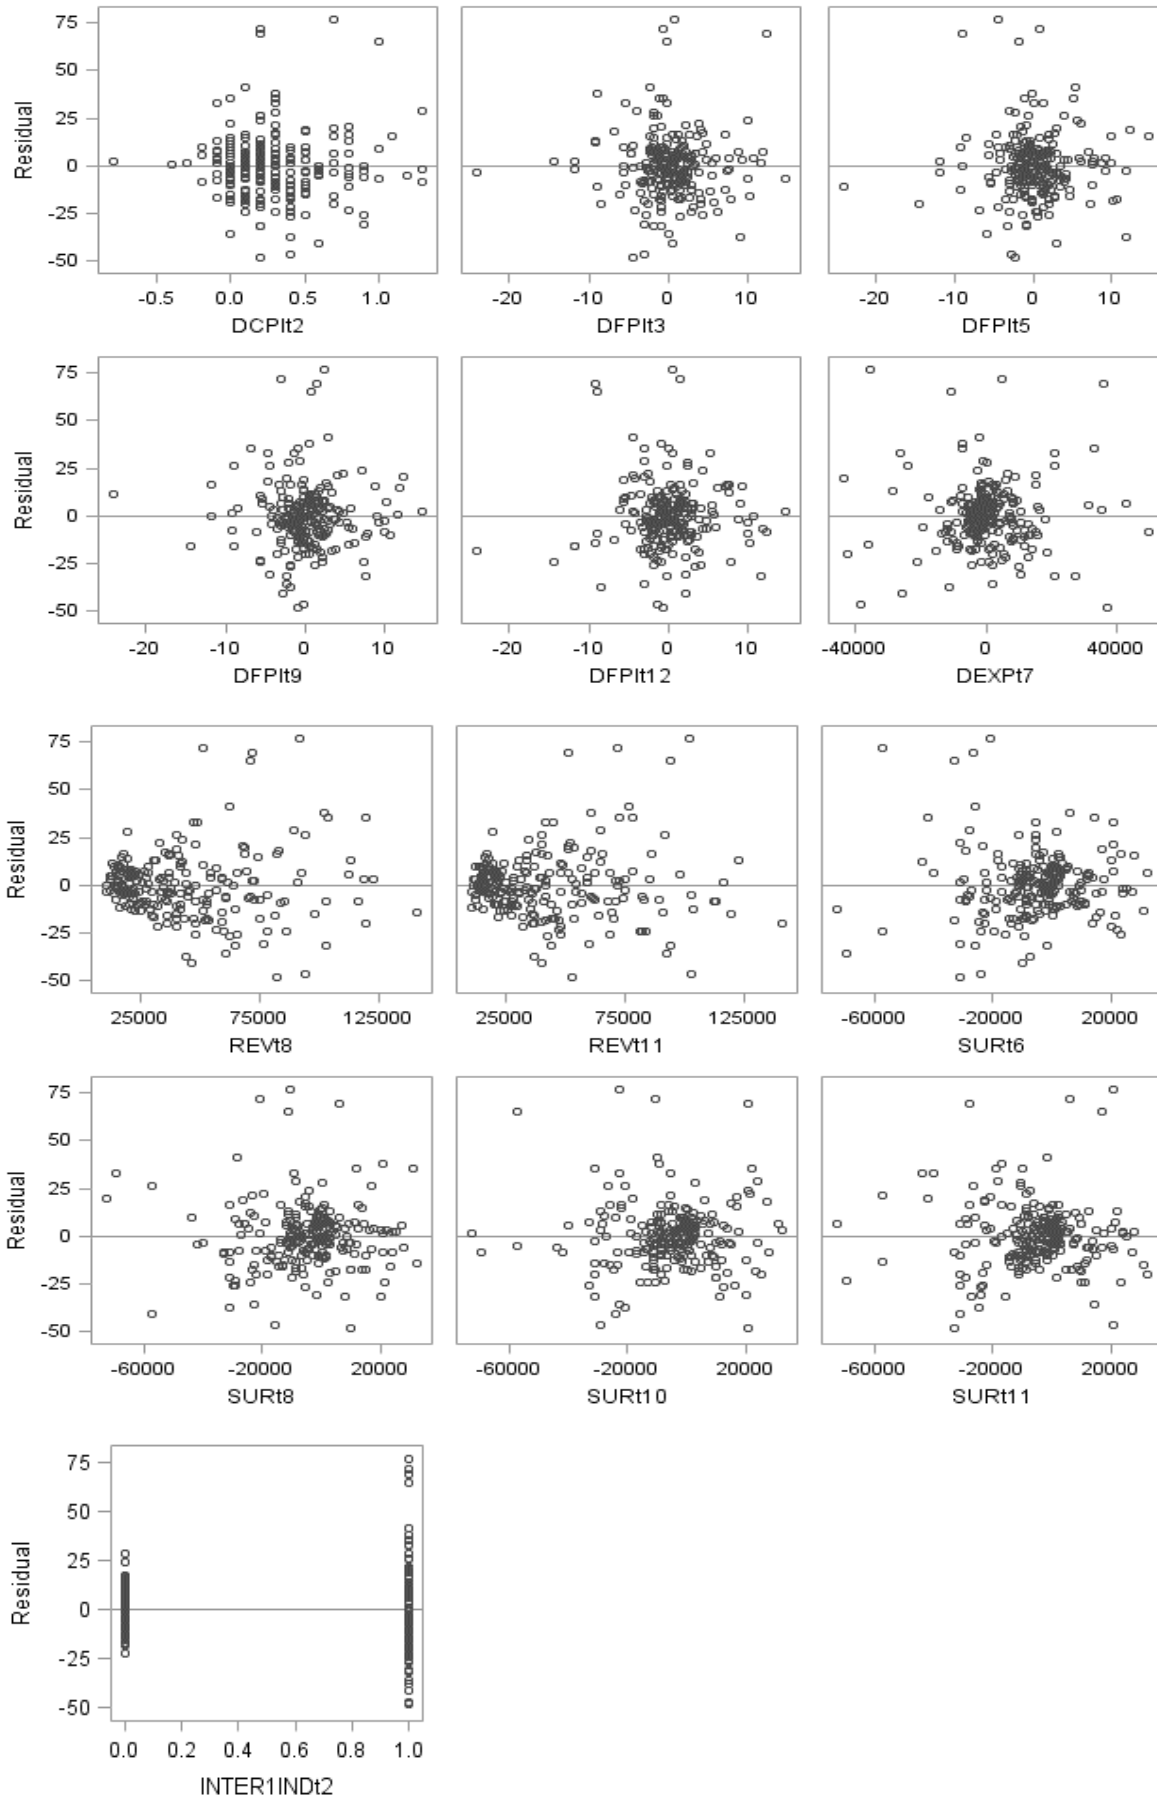 75
50
25
0
-25
-50
Residual
-0.5 0.0 0.5 1.0
DCPIt2
-20 -10 0 10
DFPIt3
-20 -10 0 10
DFPIt5
75
50
25
0
-25
-50
Residual
-20 -10 0 10
DFPIt9
-20 -10 0 10
DFPIt12
-40000 0 40000
DEXPt7
75
50
25
0
-25
-50
Residual
25000 75000 125000
REVt8
25000 75000 125000
REVt11
-60000 -20000 20000
SURt6
75
50
25
0
-25
-50
Residual
-60000 -20000 20000
SURt8
-60000 -20000 20000
SURt10
-60000 -20000 20000
SURt11
75
50
25
0
-25
-50
Residual
0.0 0.2 0.4 0.6 0.8 1.0
INTER1INDt2